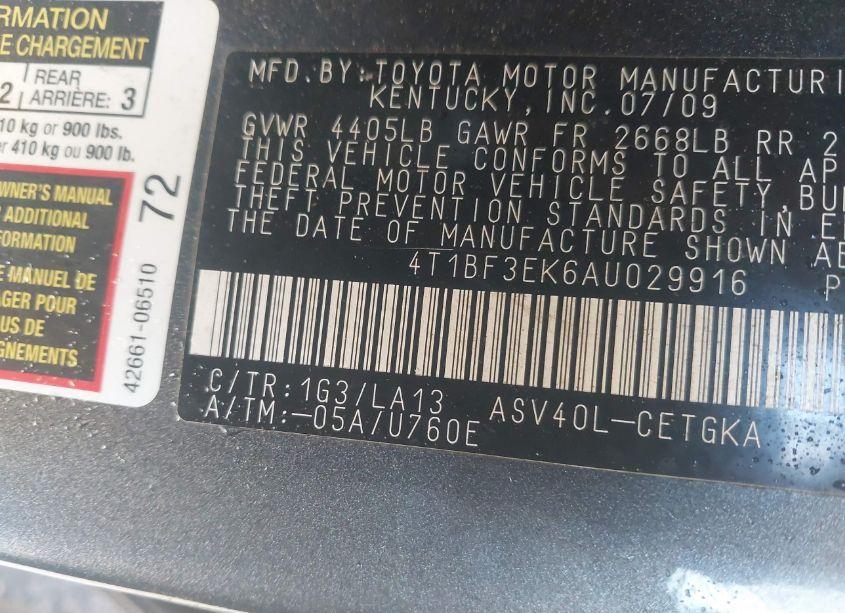 RMATION
E CHARGEMENT
2 REAR
ARRIÈRE: 3
10 kg or 900 lbs.
r 410 kg ou 900 lb.
WNER'S MANUAL
ADDITIONAL
FORMATION
E MANUEL DE
AGER POUR
US DE
GNEMENTS
42661-06510 72
MFD.BY:TOYOTA MOTOR MANUFACTURI
KENTUCKY,INC.07/09
GVWR 4405LB GAWR FR 2668LB RR 2
THIS VEHICLE CONFORMS TO ALL AP
FEDERAL MOTOR VEHICLE SAFETY,BU
THEFT PREVENTION STANDARDS IN E
THE DATE OF MANUFACTURE SHOWN AB
4T1BF3EK6AU029916 P
C/TR:1G3/LA13 ASV40L-CETGKA
A/TM:-05A/U760E